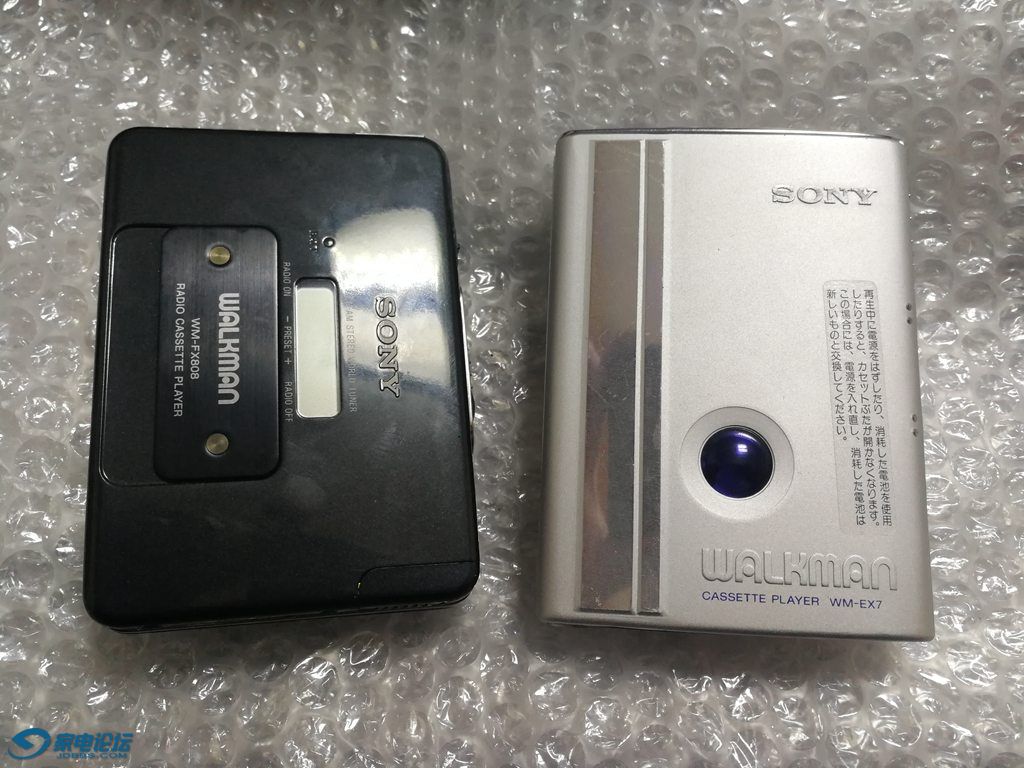 SONY
AM STEREO/WORLD TUNER
RADIO ON
− PRESET +
RADIO OFF
WALKMAN
WM-FX808
RADIO CASSETTE PLAYER
SONY
再生中に電源をはずしたり、消耗した電池を使用
したりすると、カセットぶたが開かなくなります。
この場合には、電源を入れ直し、消耗した電池は
新しいものと交換してください。
WALKMAN
CASSETTE PLAYER WM-EX7
家电论坛
JDBBS.COM